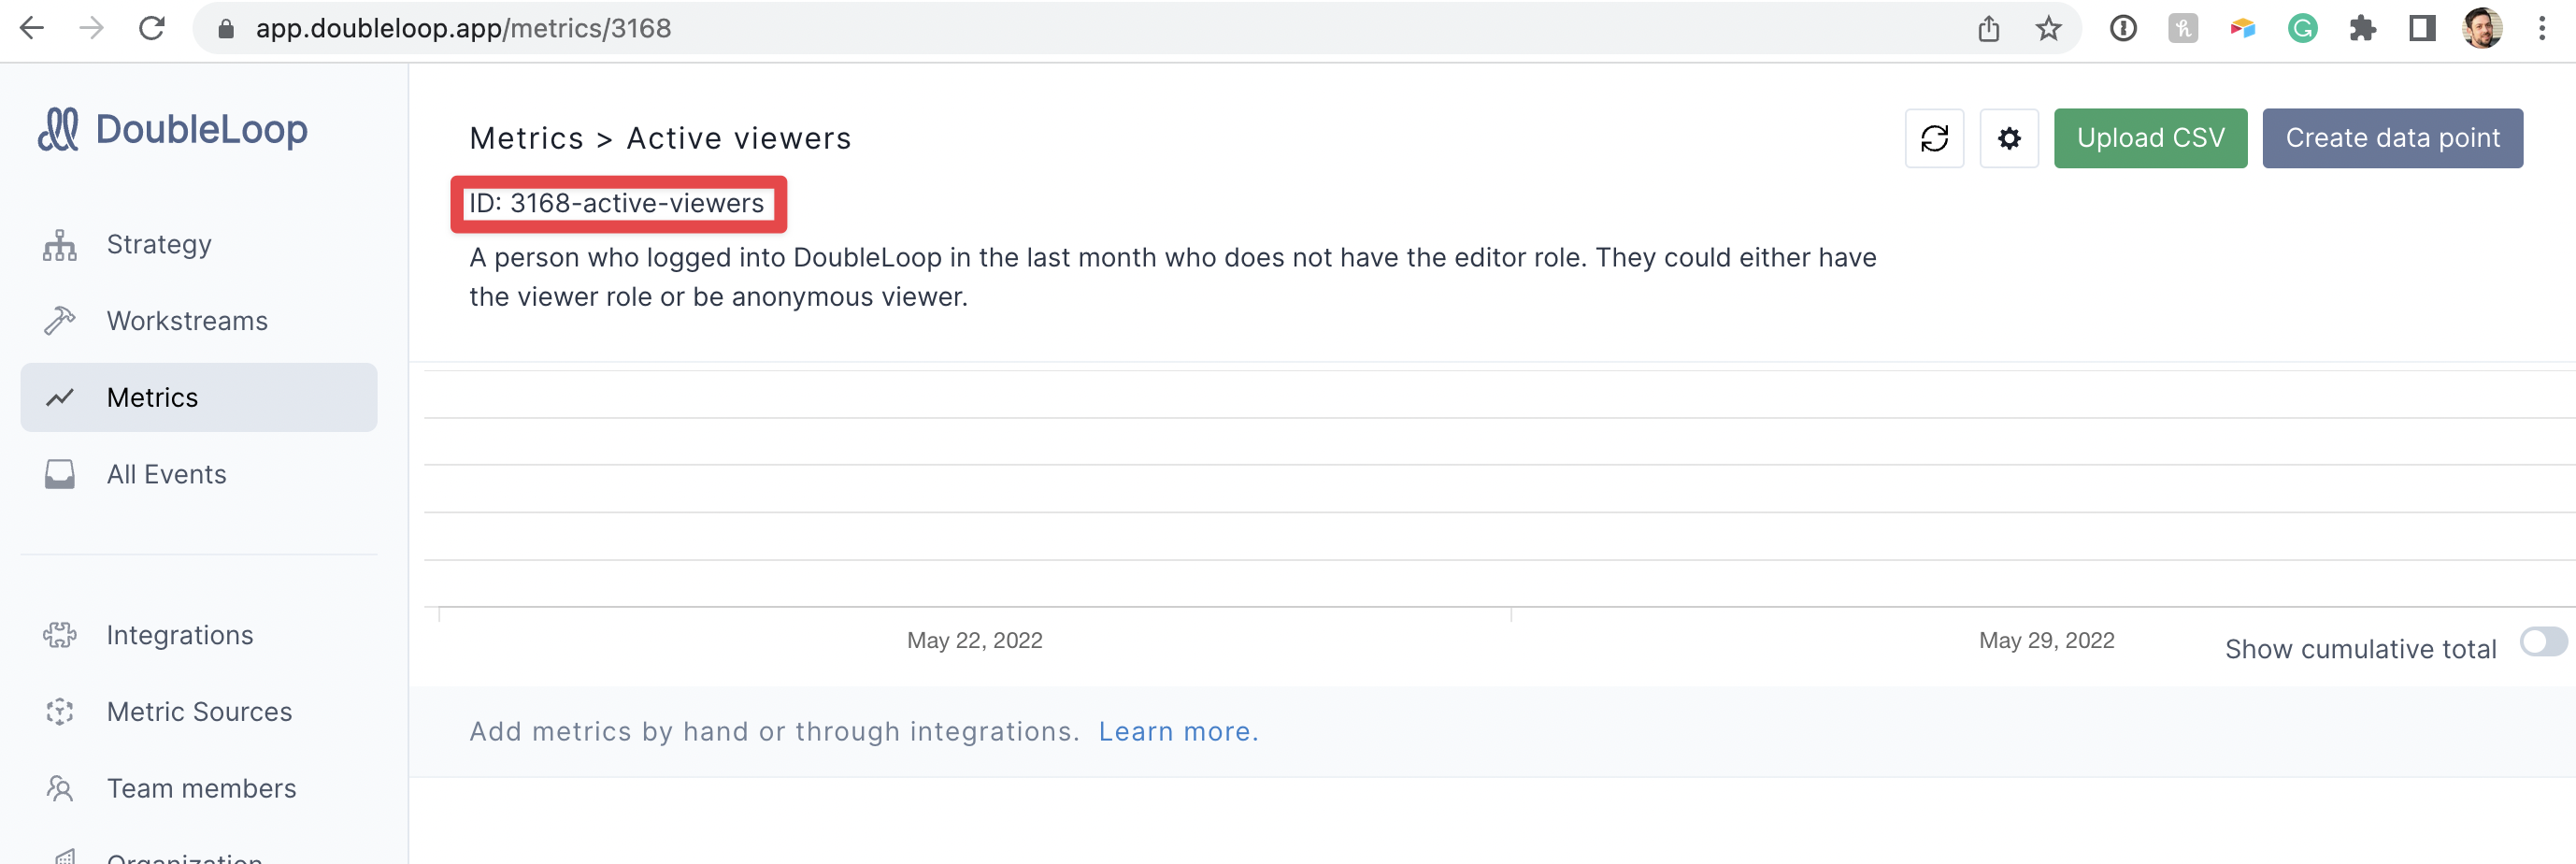 app.doubleloop.app/metrics/3168
DoubleLoop
Metrics > Active viewers
Upload CSV
Create data point
ID: 3168-active-viewers
A person who logged into DoubleLoop in the last month who does not have the editor role. They could either have
the viewer role or be anonymous viewer.
Strategy
Workstreams
Metrics
All Events
Integrations
Metric Sources
Team members
Organization
May 22, 2022
May 29, 2022
Show cumulative total
Add metrics by hand or through integrations. Learn more.